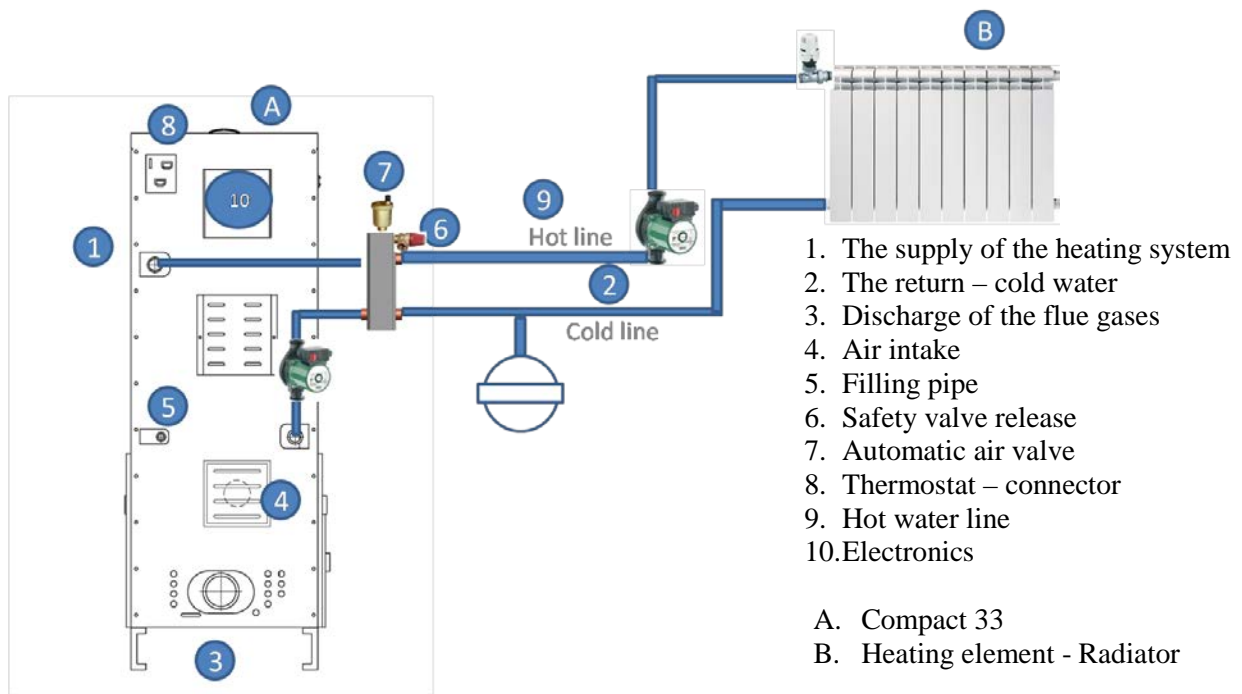 B
A
8
7
10
9
6
1
Hot line
2
Cold line
5
4
3
1. The supply of the heating system
2. The return – cold water
3. Discharge of the flue gases
4. Air intake
5. Filling pipe
6. Safety valve release
7. Automatic air valve
8. Thermostat – connector
9. Hot water line
10.Electronics
A. Compact 33
B. Heating element - Radiator